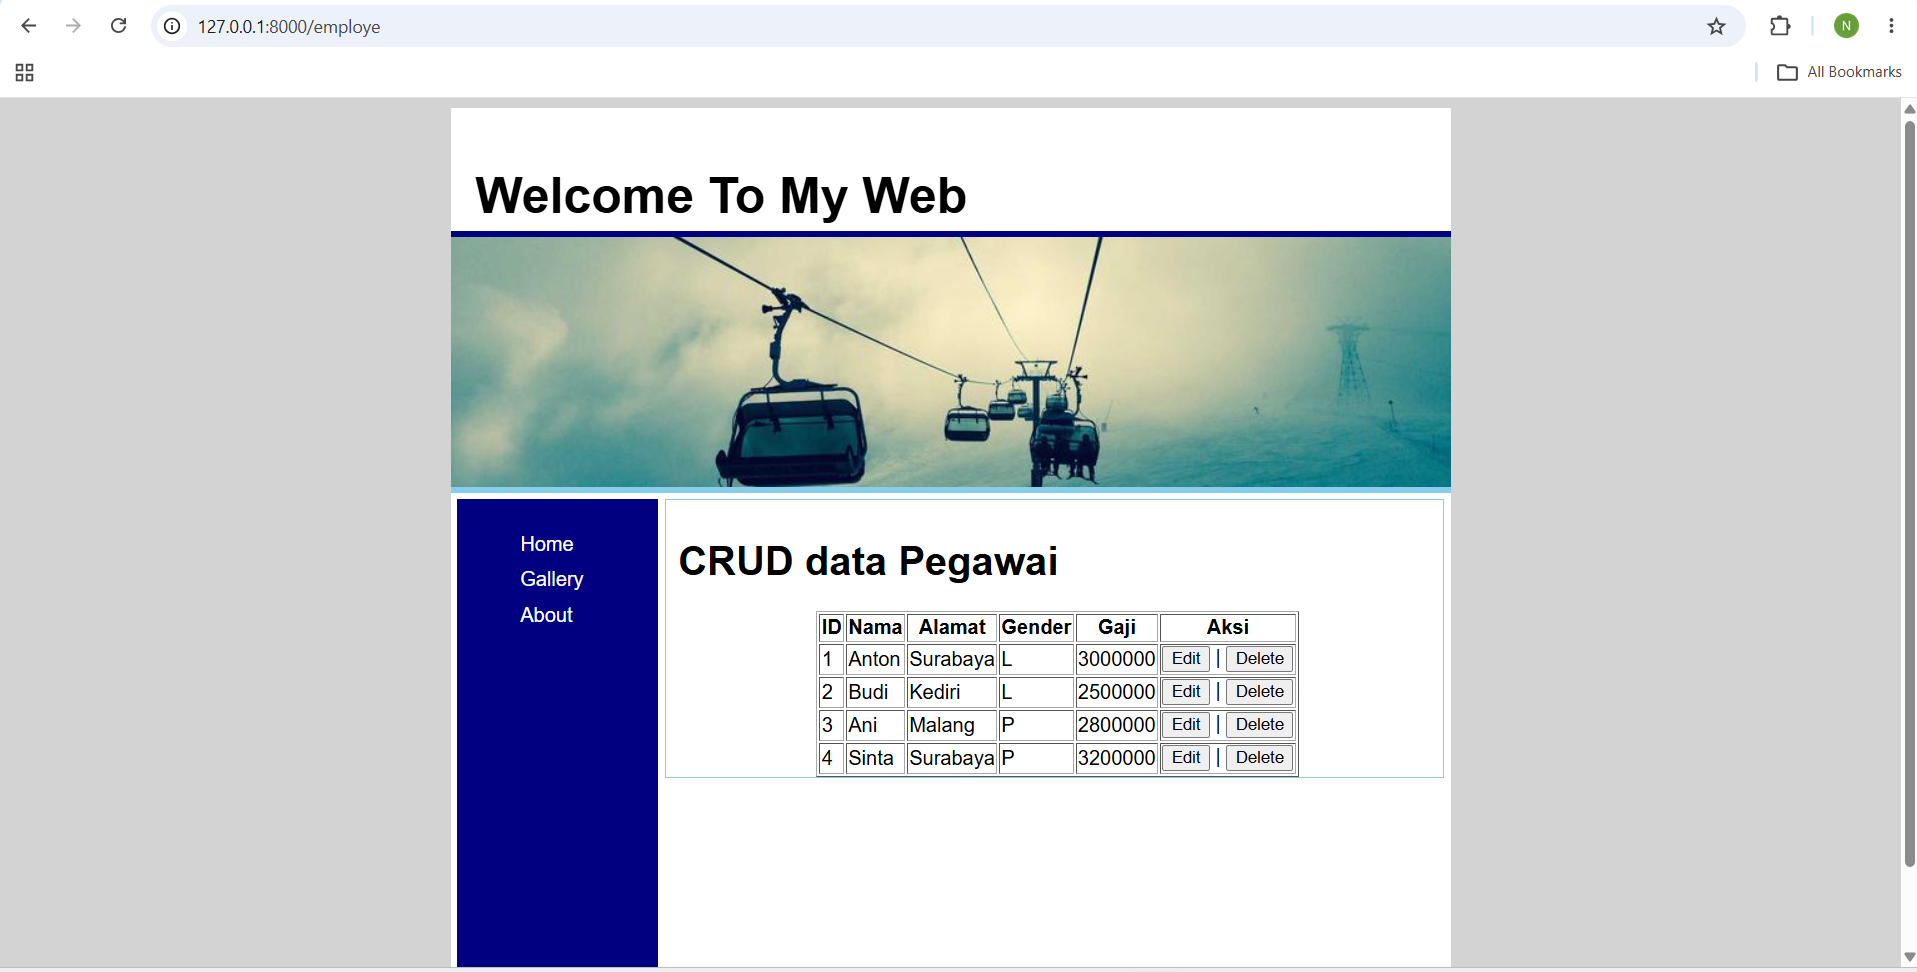 127.0.0.1:8000/employe
N
All Bookmarks
Welcome To My Web
Home
Gallery
About
CRUD data Pegawai
ID Nama Alamat Gender Gaji Aksi
1 Anton Surabaya L 3000000 Edit | Delete
2 Budi Kediri L 2500000 Edit | Delete
3 Ani Malang P 2800000 Edit | Delete
4 Sinta Surabaya P 3200000 Edit | Delete